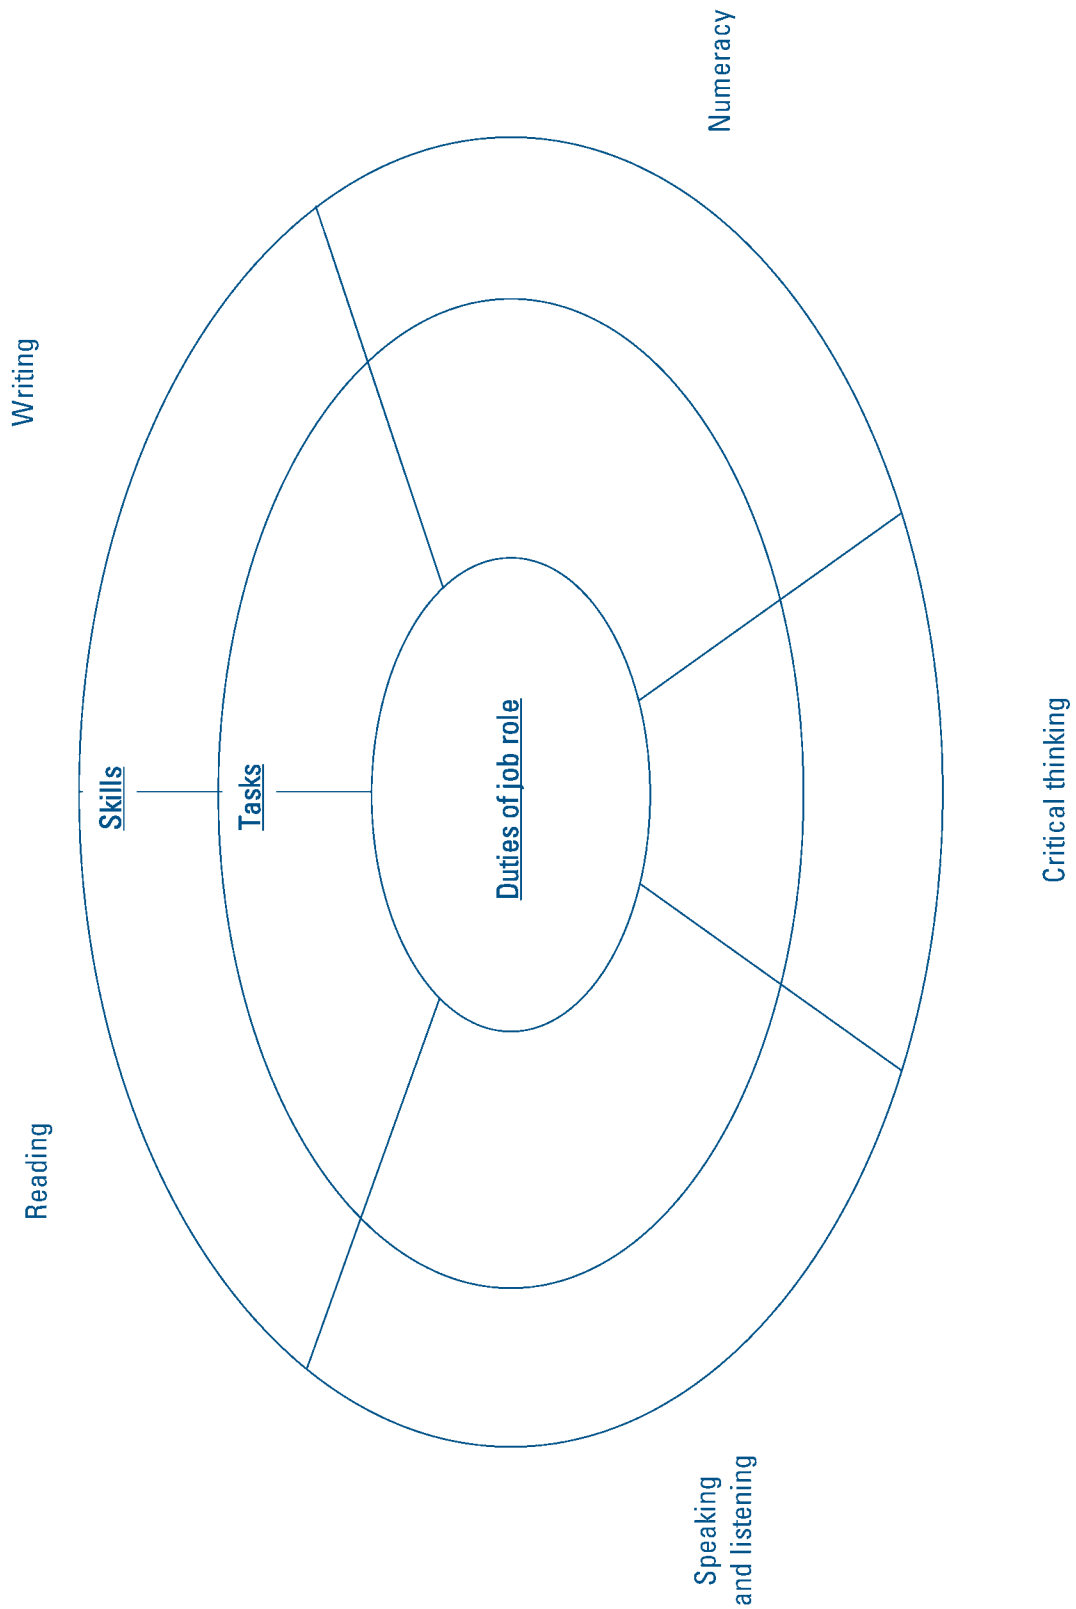 Reading
Writing
Skills
Tasks
Duties of job role
Speaking
and listening
Numeracy
Critical thinking